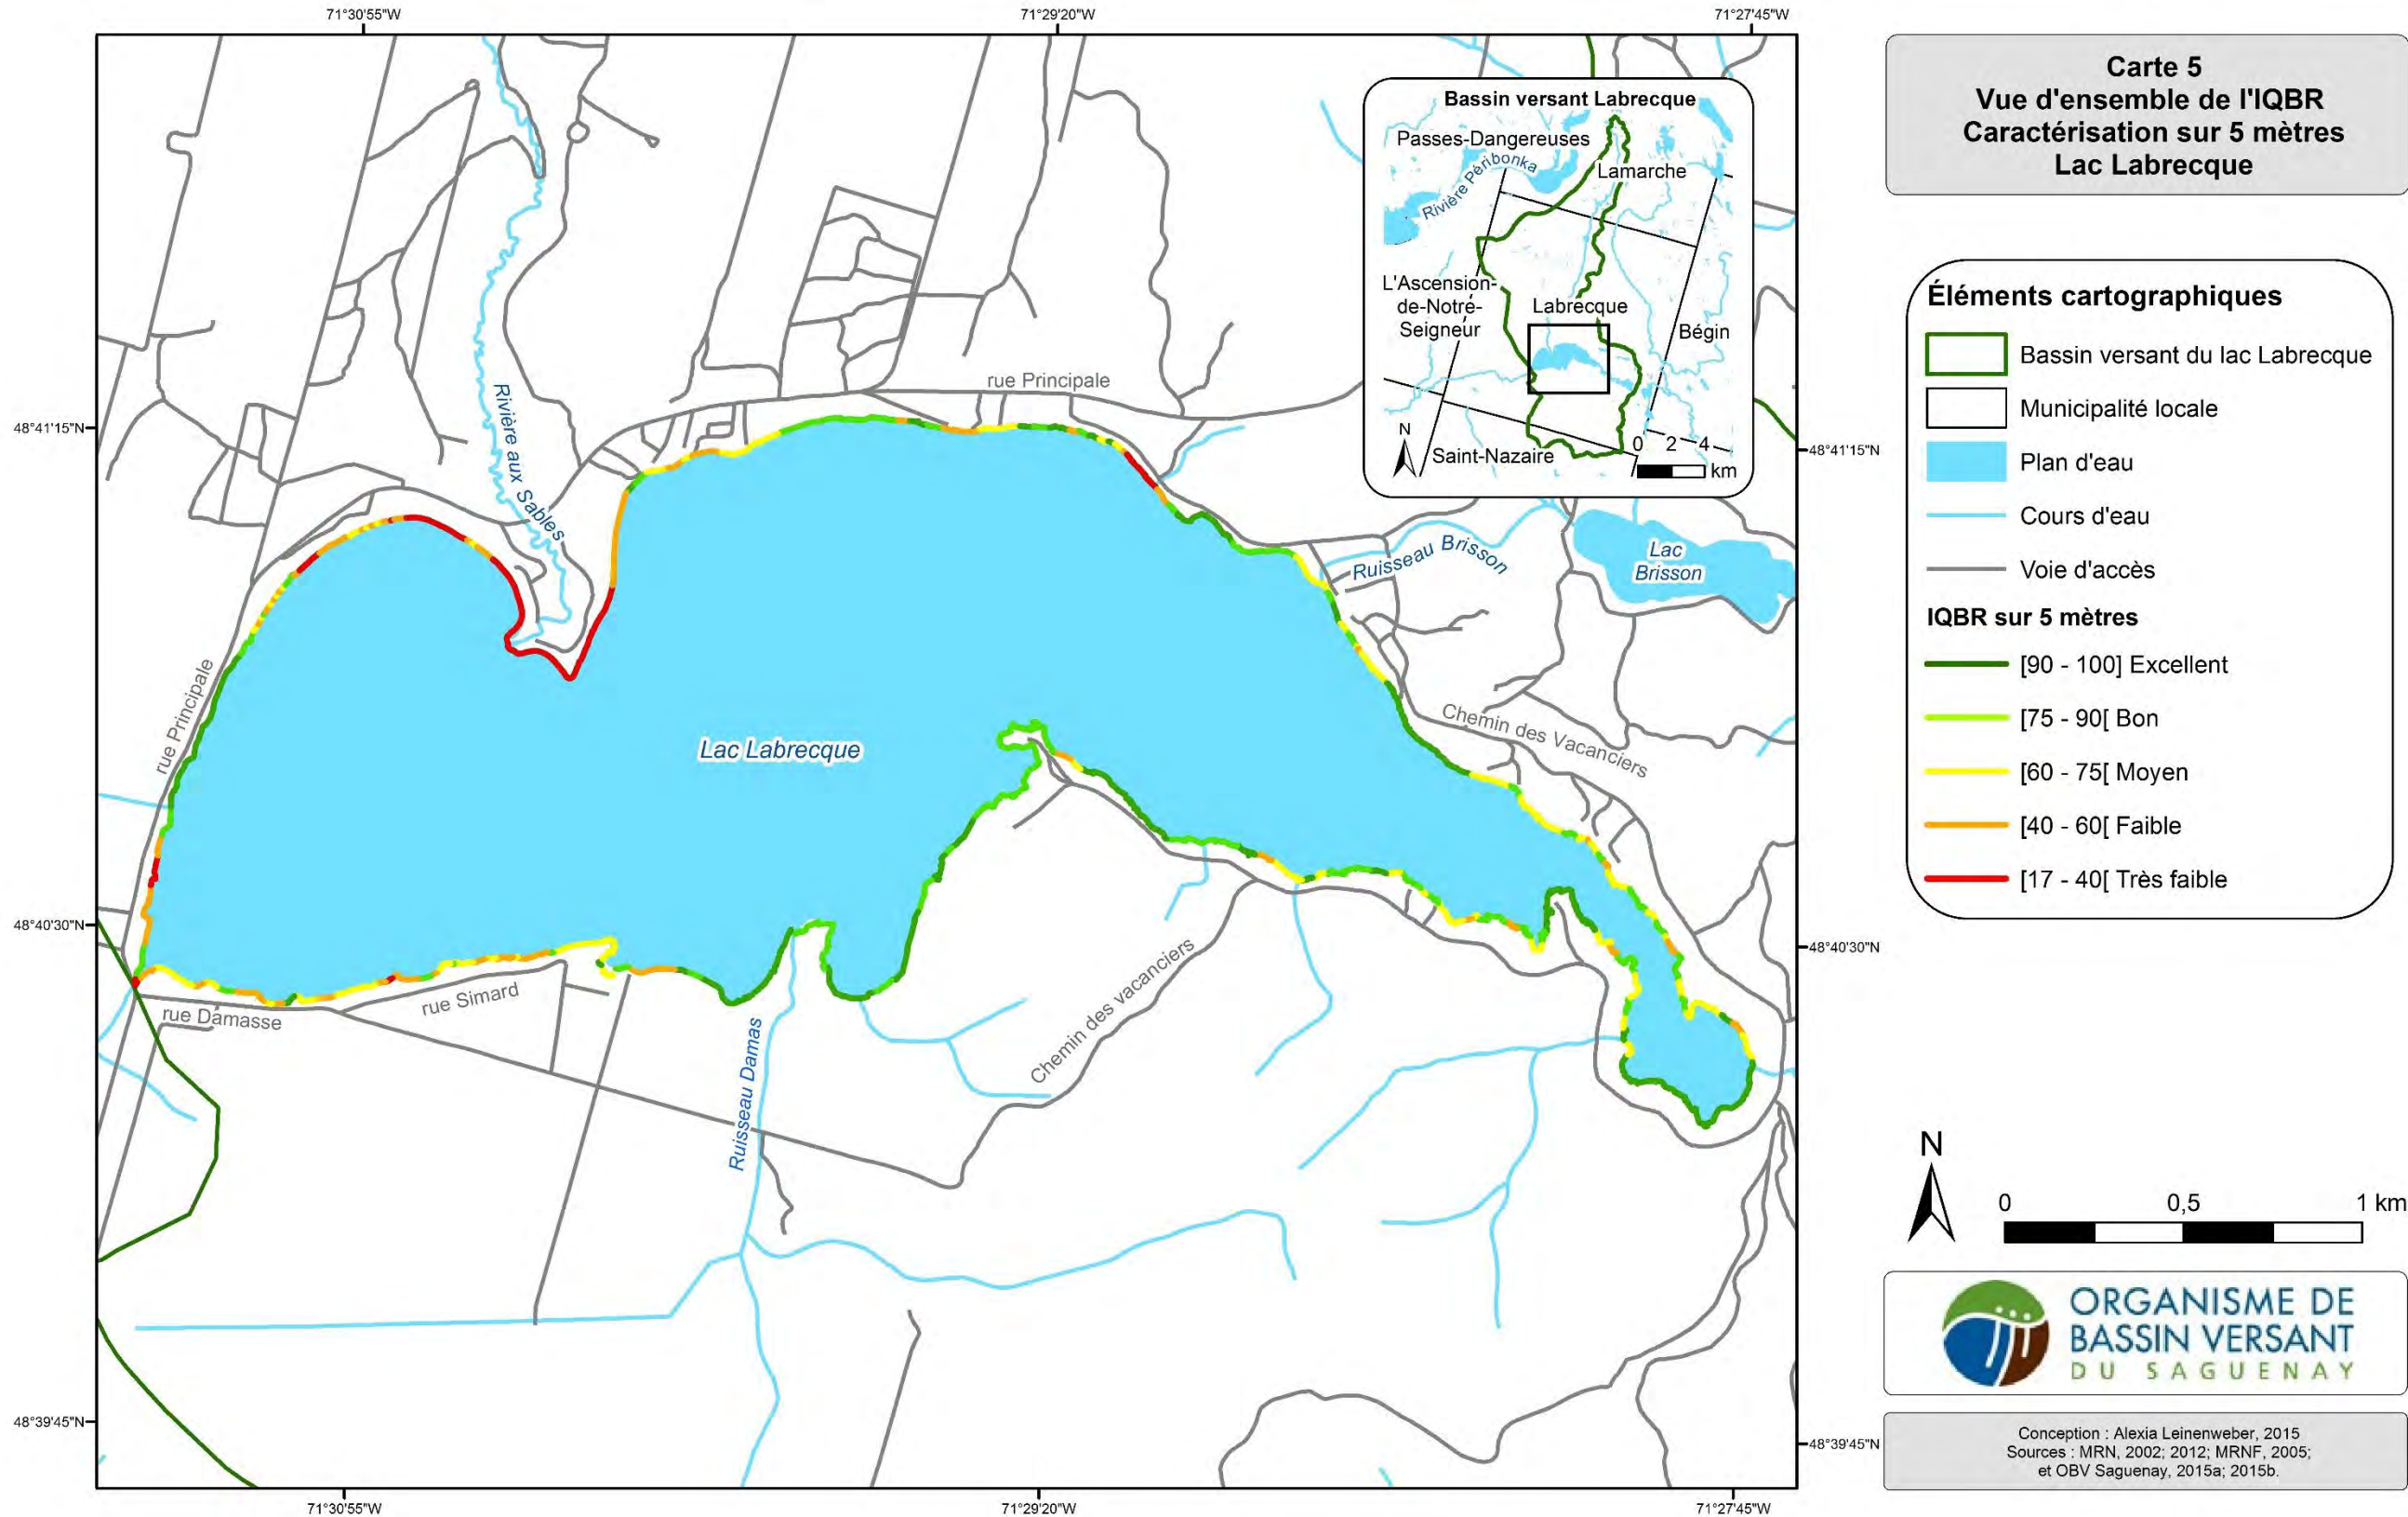 71°30'55"W
71°29'20"W
71°27'45"W
48°41'15"N
48°40'30"N
48°39'45"N
48°41'15"N
48°40'30"N
48°39'45"N
71°30'55"W
71°29'20"W
71°27'45"W
rue Principale
Rivière aux Sables
rue Principale
Lac Labrecque
Ruisseau Brisson
Lac
Brisson
Chemin des Vacanciers
Chemin des vacanciers
rue Simard
rue Damasse
Ruisseau Damas
Bassin versant Labrecque
Passes-Dangereuses
Rivière Péribonka
Lamarche
L'Ascension-
de-Notre-
Seigneur
Labrecque
Bégin
Saint-Nazaire
N
0 2 4
km
Carte 5
Vue d'ensemble de l'IQBR
Caractérisation sur 5 mètres
Lac Labrecque
Éléments cartographiques
Bassin versant du lac Labrecque
Municipalité locale
Plan d'eau
Cours d'eau
Voie d'accès
IQBR sur 5 mètres
[90 - 100] Excellent
[75 - 90[ Bon
[60 - 75[ Moyen
[40 - 60[ Faible
[17 - 40[ Très faible
N
0 0,5 1 km
ORGANISME DE
BASSIN VERSANT
DU SAGUENAY
Conception : Alexia Leinenweber, 2015
Sources : MRN, 2002; 2012; MRNF, 2005;
et OBV Saguenay, 2015a; 2015b.